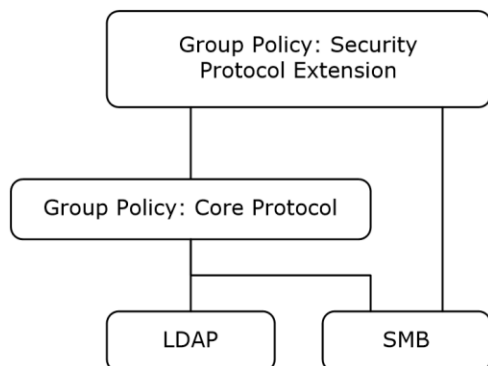 Group Policy: Security
Protocol Extension
Group Policy: Core Protocol
LDAP
SMB